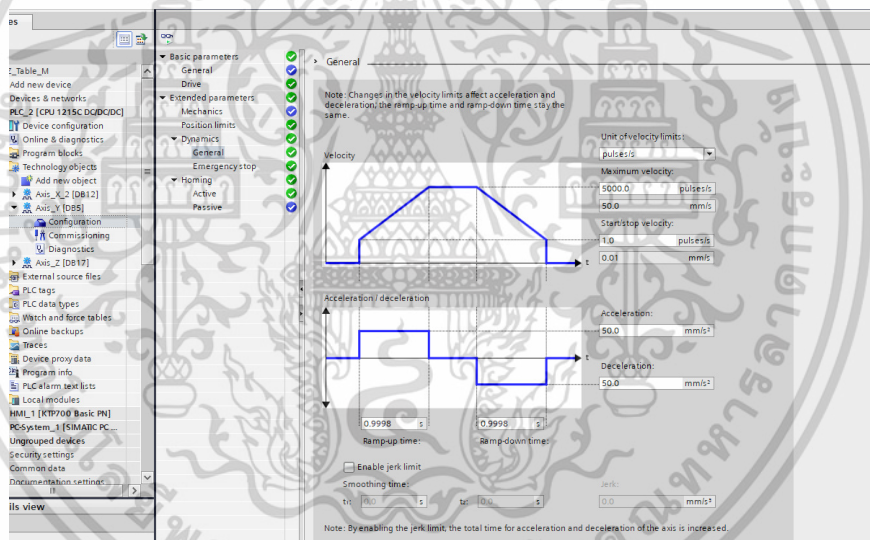 es
Z_Table_M
Add new device
Devices & networks
PLC_2 [CPU 1215C DC/DC/DC]
Device configuration
Online & diagnostics
Program blocks
Technology objects
Add new object
Axis_X_2 [DB12]
Axis_Y [DB5]
Configuration
Commissioning
Diagnostics
Axis_Z [DB17]
External source files
PLC tags
PLC data types
Watch and force tables
Online backups
Traces
Device proxy data
Program info
PLC alarm text lists
Local modules
HMI_1 [KTP700 Basic PN]
PC-System_1 [SIMATIC PC ...
Ungrouped devices
Security settings
Common data
Documentation settings
ils view
Basic parameters
General
Drive
Extended parameters
Mechanics
Position limits
Dynamics
General
Emergency stop
Homing
Active
Passive
General
Note: Changes in the velocity limits affect acceleration and
deceleration; the ramp-up time and ramp-down time stay the
same.
Velocity
t
Unit of velocity limits:
pulses/s
Maximum velocity:
5000.0 pulses/s
50.0 mm/s
Start/stop velocity:
1.0 pulses/s
0.01 mm/s
Acceleration / deceleration
t
Acceleration:
50.0 mm/s²
Deceleration:
50.0 mm/s²
0.9998 s
0.9998 s
Ramp-up time:
Ramp-down time:
Enable jerk limit
Smoothing time:
Jerk:
t₁: 0.0 s
t₂: 0.0 s
0.0 mm/s³
Note: By enabling the jerk limit, the total time for acceleration and deceleration of the axis is increased.